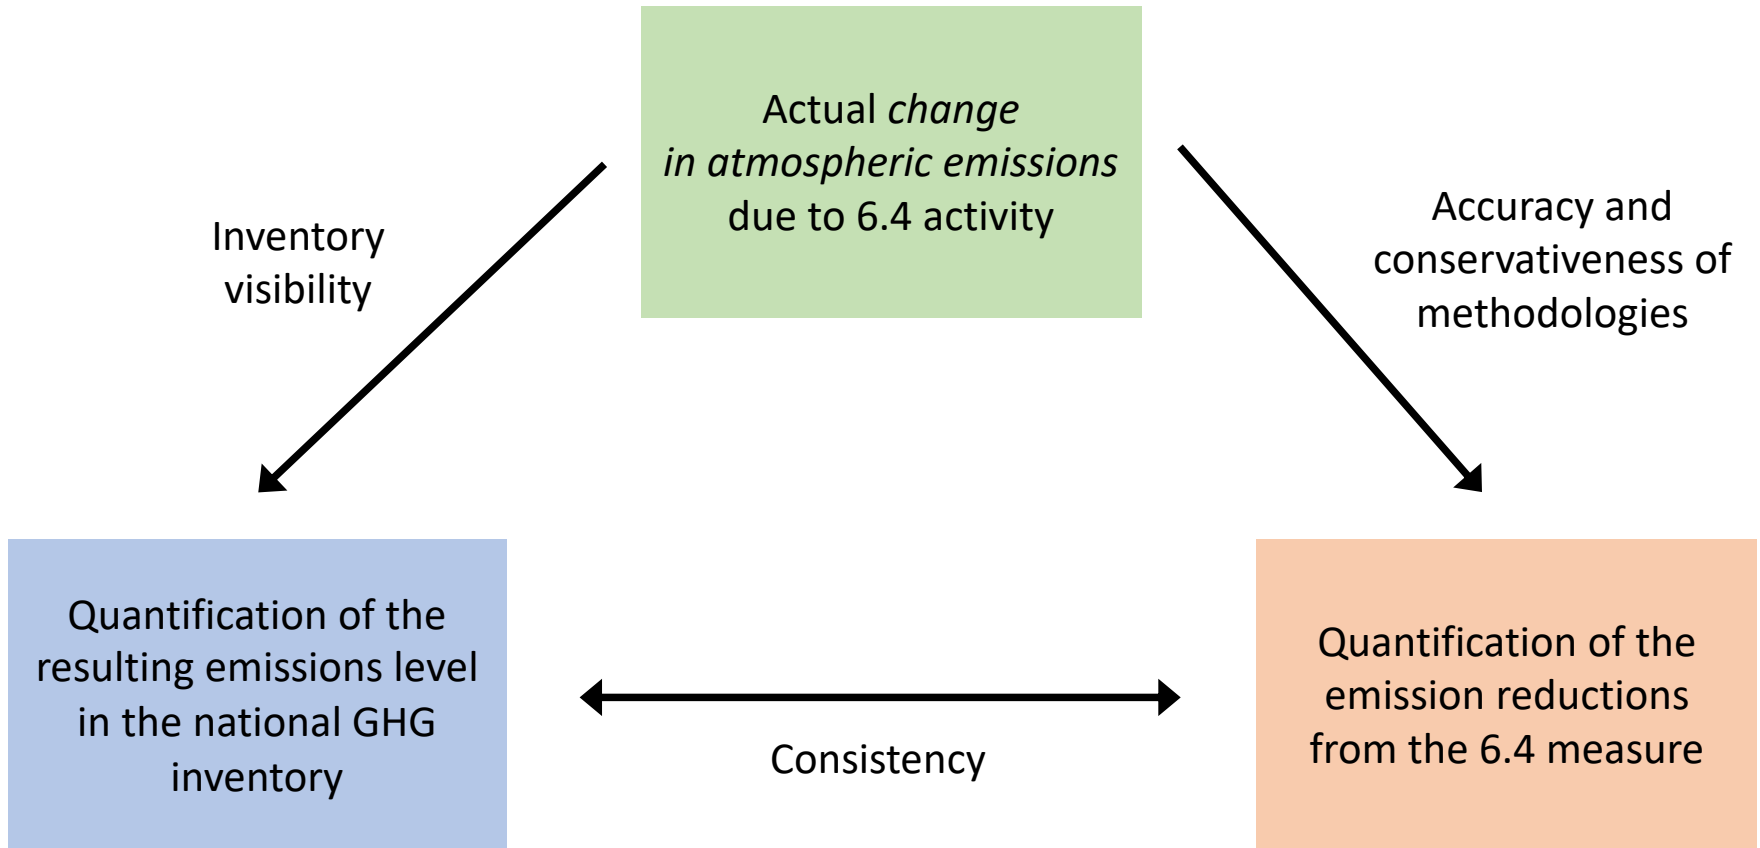 Actual change
in atmospheric emissions
due to 6.4 activity
Inventory
visibility
Accuracy and
conservativeness of
methodologies
Quantification of the
resulting emissions level
in the national GHG
inventory
Consistency
Quantification of the
emission reductions
from the 6.4 measure